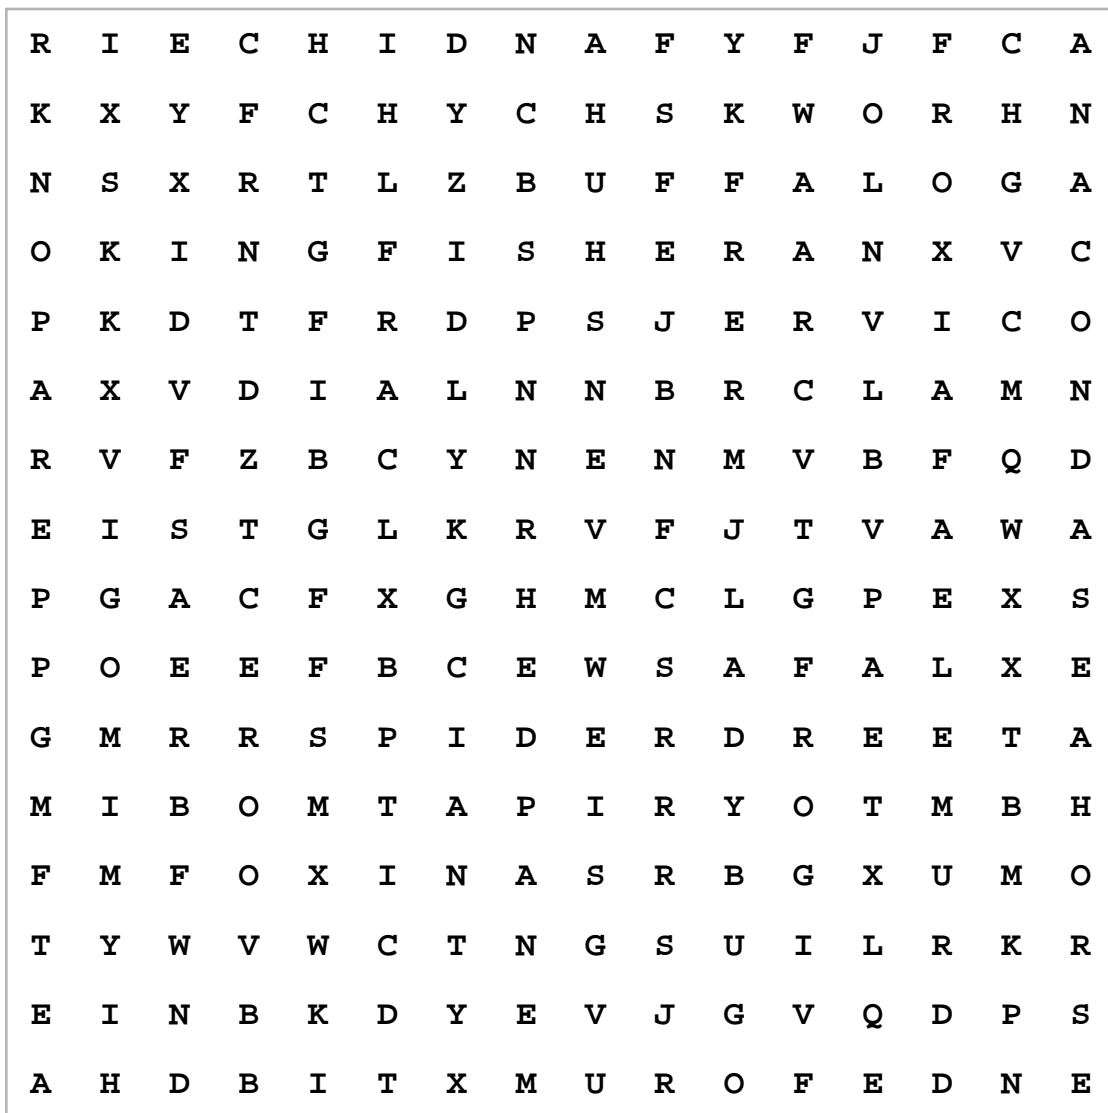 R I E C H I D N A F Y F J F C A
K X Y F C H Y C H S K W O R H N
N S X R T L Z B U F F A L O G A
O K I N G F I S H E R A N X V C
P K D T F R D P S J E R V I C O
A X V D I A L N N B R C L A M N
R V F Z B C Y N E N M V B F Q D
E I S T G L K R V F J T V A W A
P G A C F X G H M C L G P E X S
P O E E F B C E W S A F A L X E
G M R R S P I D E R D R E E T A
M I B O M T A P I R Y O T M B H
F M F O X I N A S R B G X U M O
T Y W V W C T N G S U I L R K R
E I N B K D Y E V J G V Q D P S
A H D B I T X M U R O F E D N E